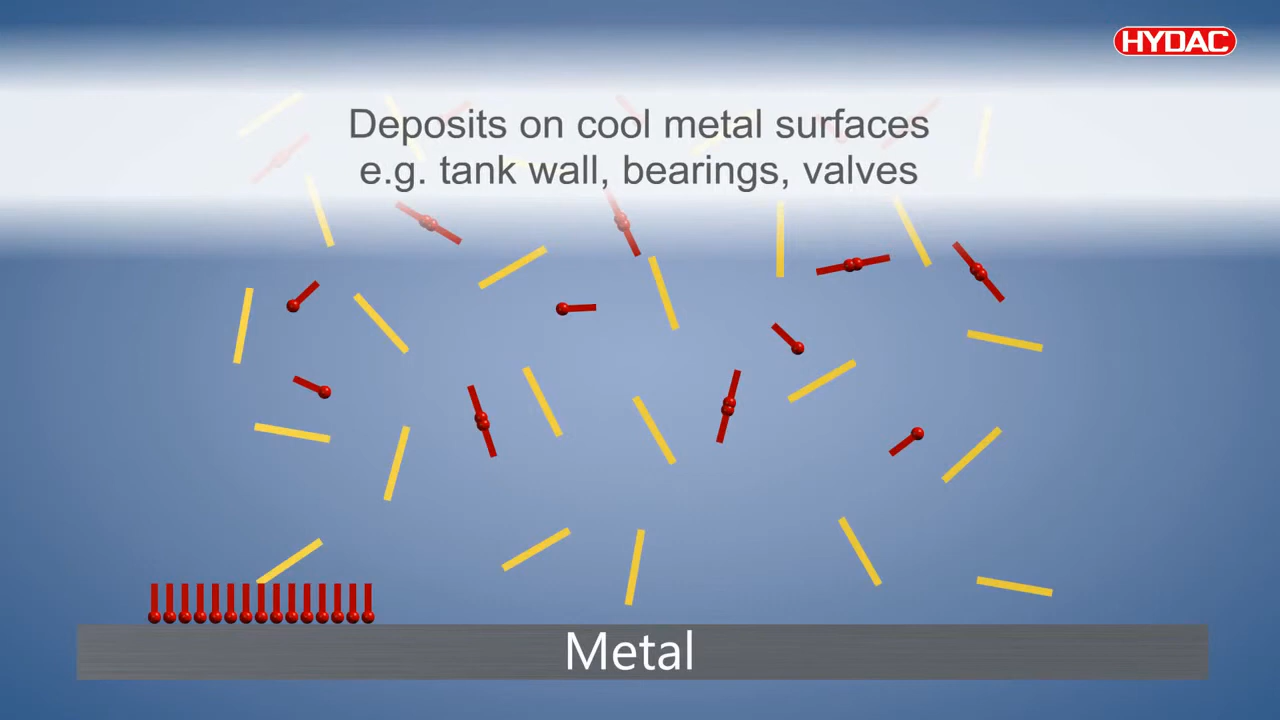 HYDAC
Deposits on cool metal surfaces
e.g. tank wall, bearings, valves
Metal